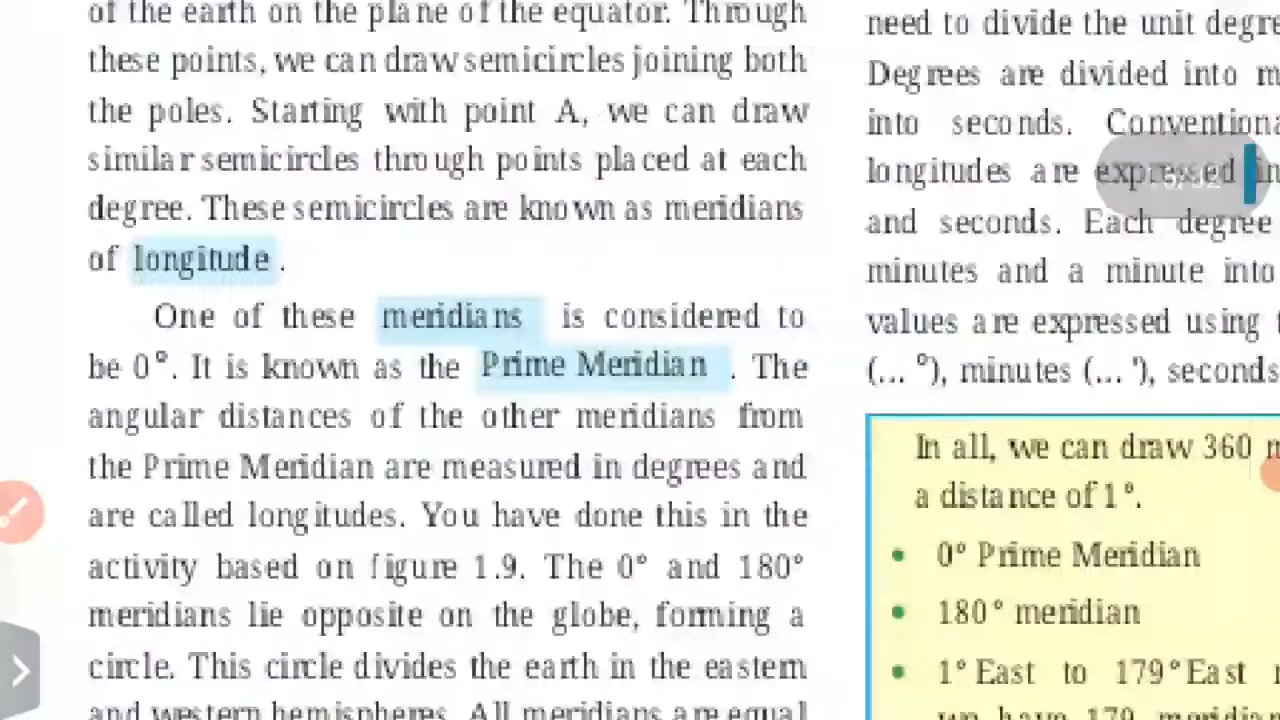 of the earth on the plane of the equator. Through
these points, we can draw semicircles joining both
the poles. Starting with point A, we can draw
similar semicircles through points placed at each
degree. These semicircles are known as meridians
of longitude .
One of these meridians is considered to
be 0°. It is known as the Prime Meridian . The
angular distances of the other meridians from
the Prime Meridian are measured in degrees and
are called longitudes. You have done this in the
activity based on figure 1.9. The 0° and 180°
meridians lie opposite on the globe, forming a
circle. This circle divides the earth in the eastern
and western hemispheres. All meridians are equal
need to divide the unit degre
Degrees are divided into m
into seconds. Conventiona
longitudes are expressed in
and seconds. Each degree
minutes and a minute into
values are expressed using
(... °), minutes (... '), seconds
In all, we can draw 360 m
a distance of 1°.
• 0° Prime Meridian
• 180° meridian
• 1° East to 179° East
we have 179 meridian